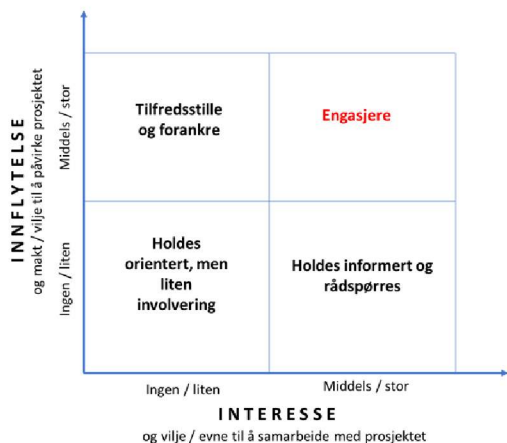 INNFLYTELSE
og makt / vilje til å påvirke prosjektet
Middels / stor
Ingen / liten
Tilfredsstille
og forankre
Engasjere
Holdes
orientert, men
liten
involvering
Holdes informert og
rådspørres
Ingen / liten
Middels / stor
INTERESSE
og vilje / evne til å samarbeide med prosjektet